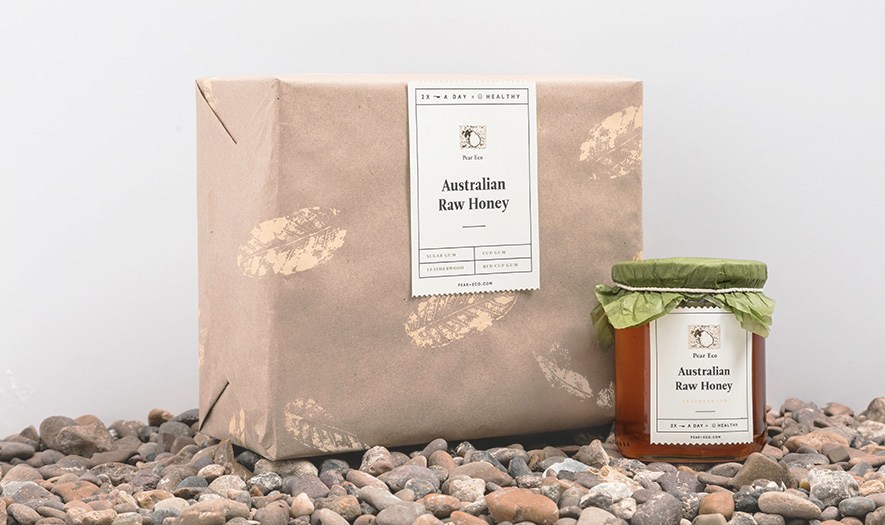 2X A DAY = HEALTHY
Pear Eco
Australian
Raw Honey
SUGAR GUM
CUP GUM
LEATHERWOOD
RED CUP GUM
PEAR-ECO.COM
Pear Eco
Australian
Raw Honey
LEATHERWOOD
2X A DAY = HEALTHY
PEAR-ECO.COM